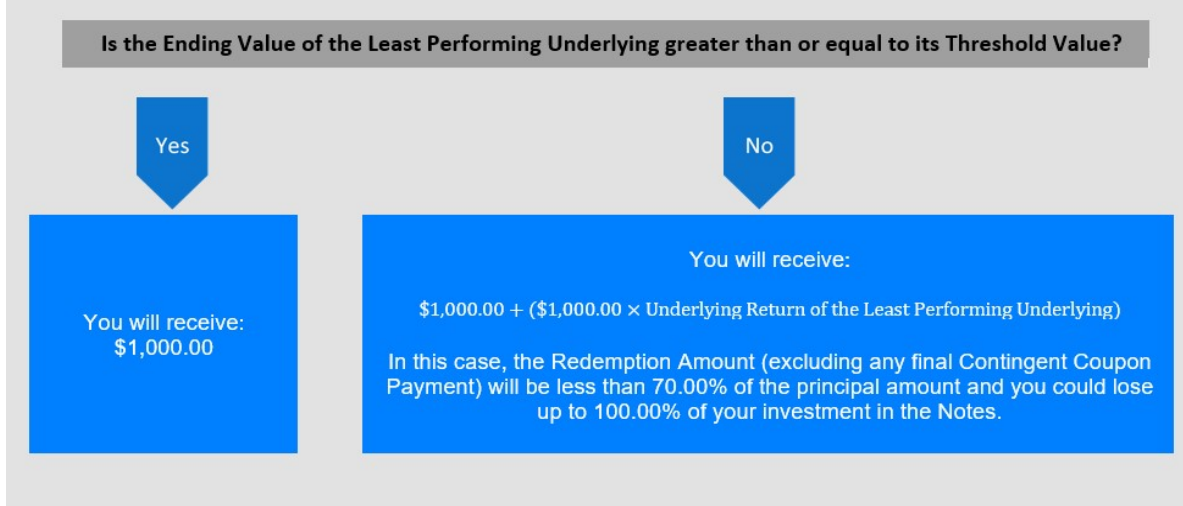 Is the Ending Value of the Least Performing Underlying greater than or equal to its Threshold Value?
Yes
No
You will receive:
$1,000.00
You will receive:
$1,000.00 + ($1,000.00 × Underlying Return of the Least Performing Underlying)
In this case, the Redemption Amount (excluding any final Contingent Coupon
Payment) will be less than 70.00% of the principal amount and you could lose
up to 100.00% of your investment in the Notes.